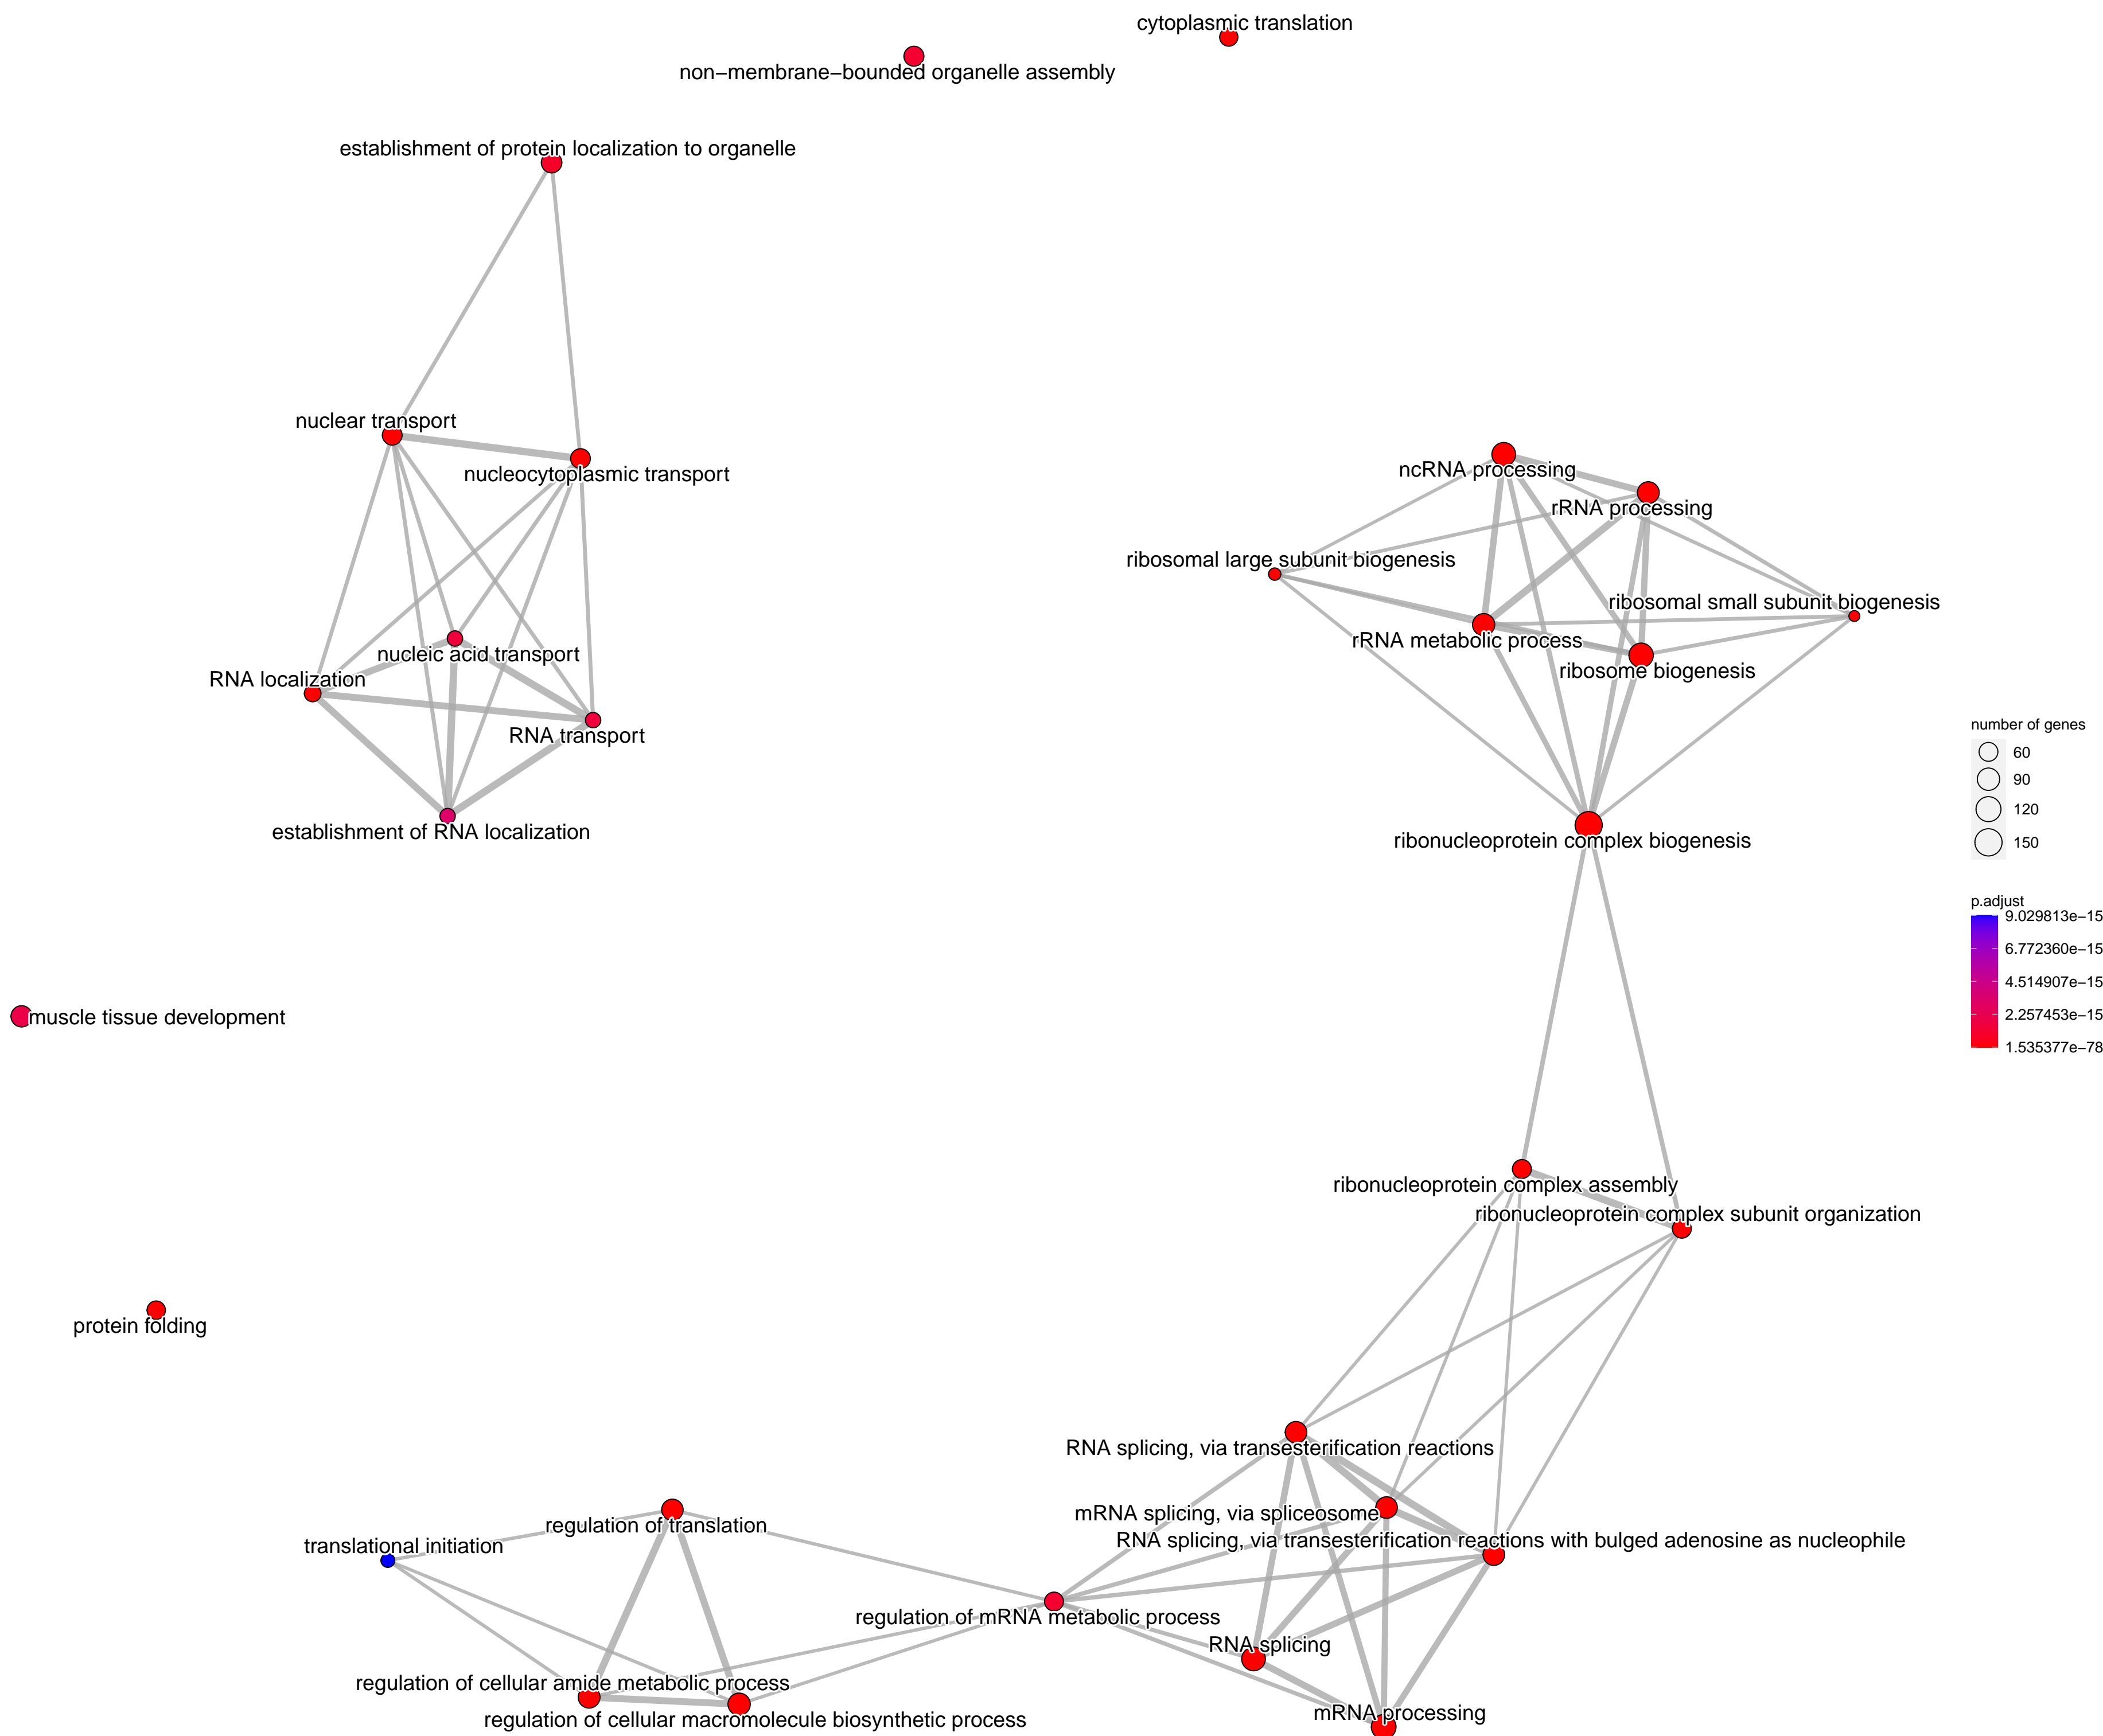 cytoplasmic translation
non−membrane−bounded organelle assembly
establishment of protein localization to organelle
nuclear transport
nucleocytoplasmic transport
ncRNA processing
rRNA processing
ribosomal large subunit biogenesis
ribosomal small subunit biogenesis
rRNA metabolic process
nucleic acid transport
ribosome biogenesis
RNA localization
RNA transport
establishment of RNA localization
ribonucleoprotein complex biogenesis
number of genes
60
90
120
150
p.adjust
9.029813e−15
6.772360e−15
4.514907e−15
2.257453e−15
1.535377e−78
muscle tissue development
ribonucleoprotein complex assembly
ribonucleoprotein complex subunit organization
protein folding
RNA splicing, via transesterification reactions
mRNA splicing, via spliceosome
regulation of translation
RNA splicing, via transesterification reactions with bulged adenosine as nucleophile
translational initiation
regulation of mRNA metabolic process
RNA splicing
regulation of cellular amide metabolic process
mRNA processing
regulation of cellular macromolecule biosynthetic process